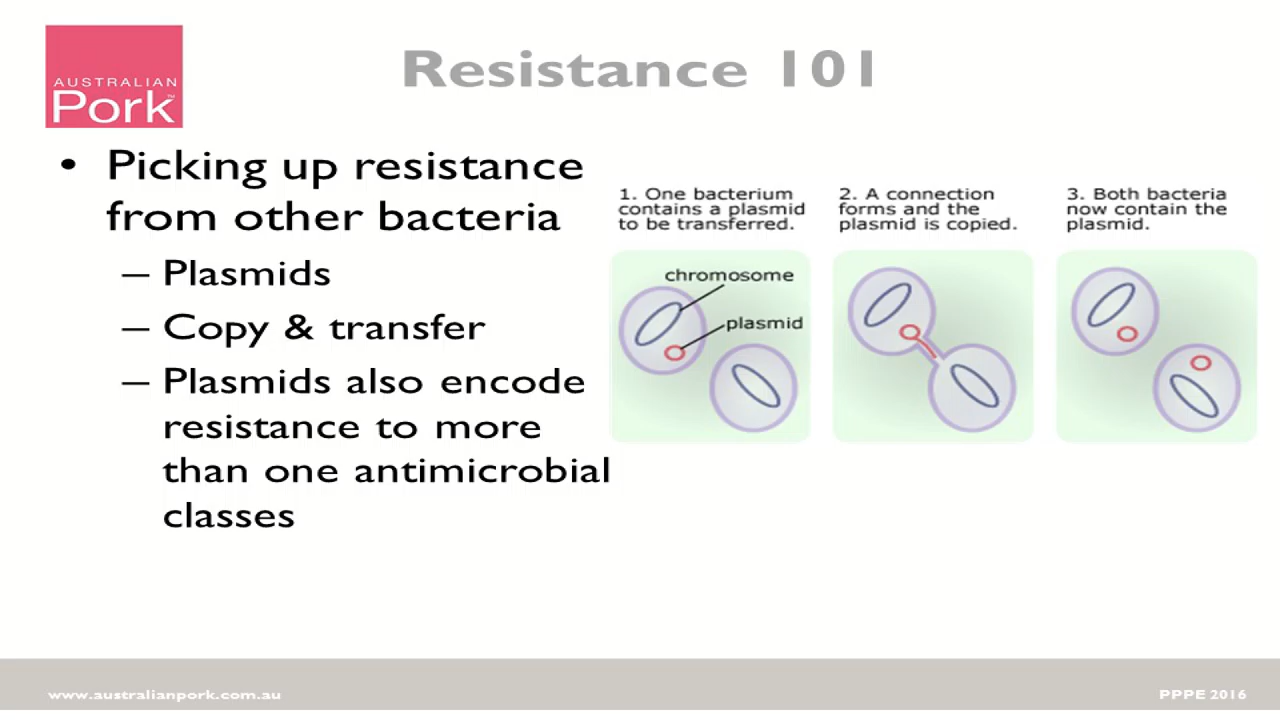 AUSTRALIAN
Pork™
Resistance 101
• Picking up resistance
from other bacteria
– Plasmids
– Copy & transfer
– Plasmids also encode
resistance to more
than one antimicrobial
classes
1. One bacterium
contains a plasmid
to be transferred.
chromosome
plasmid
2. A connection
forms and the
plasmid is copied.
3. Both bacteria
now contain the
plasmid.
www.australianpork.com.au
PPPE 2016